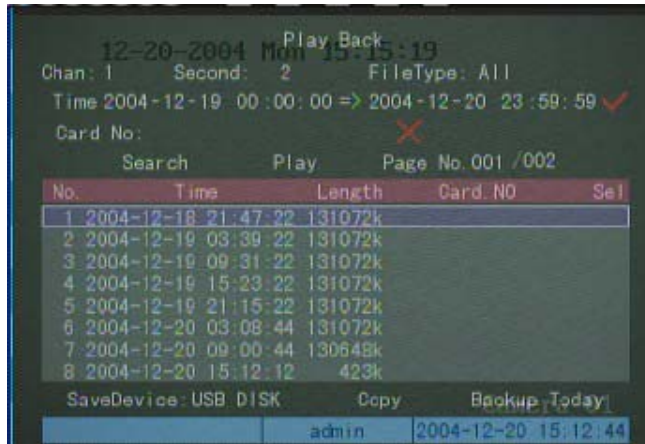 Play Back
12-20-2004 Mon 15:15:19
Chan: 1 Second: 2 FileType: All
Time 2004-12-19 00:00:00 => 2004-12-20 23:59:59
Card No:
Search Play Page No. 001 /002
No. Time Length Card.NO Sel
1 2004-12-18 21:47:22 131072k
2 2004-12-19 03:39:22 131072k
3 2004-12-19 09:31:22 131072k
4 2004-12-19 15:23:22 131072k
5 2004-12-19 21:15:22 131072k
6 2004-12-20 03:08:44 131072k
7 2004-12-20 09:00:44 130648k
8 2004-12-20 15:12:12 423k
SaveDevice: USB DISK Copy Backup Today
admin 2004-12-20 15:12:44